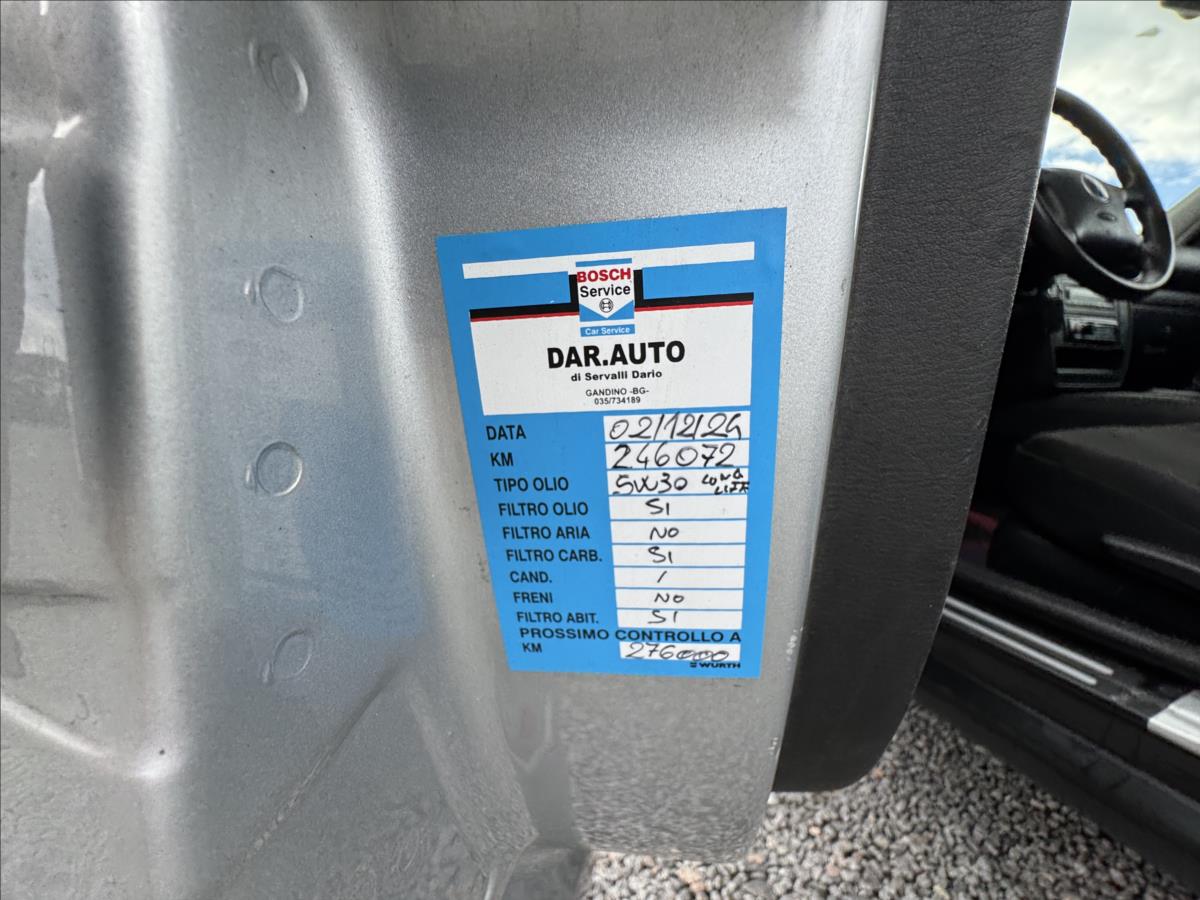 BOSCH
Service
Car Service
DAR.AUTO
di Servalli Dario
GANDINO -BG-
035/734189
DATA 02/12/24
KM 246072
TIPO OLIO 5W30 LONG LIFE
FILTRO OLIO SI
FILTRO ARIA NO
FILTRO CARB. SI
CAND. /
FRENI NO
FILTRO ABIT. SI
PROSSIMO CONTROLLO A
KM 276000
WÜRTH